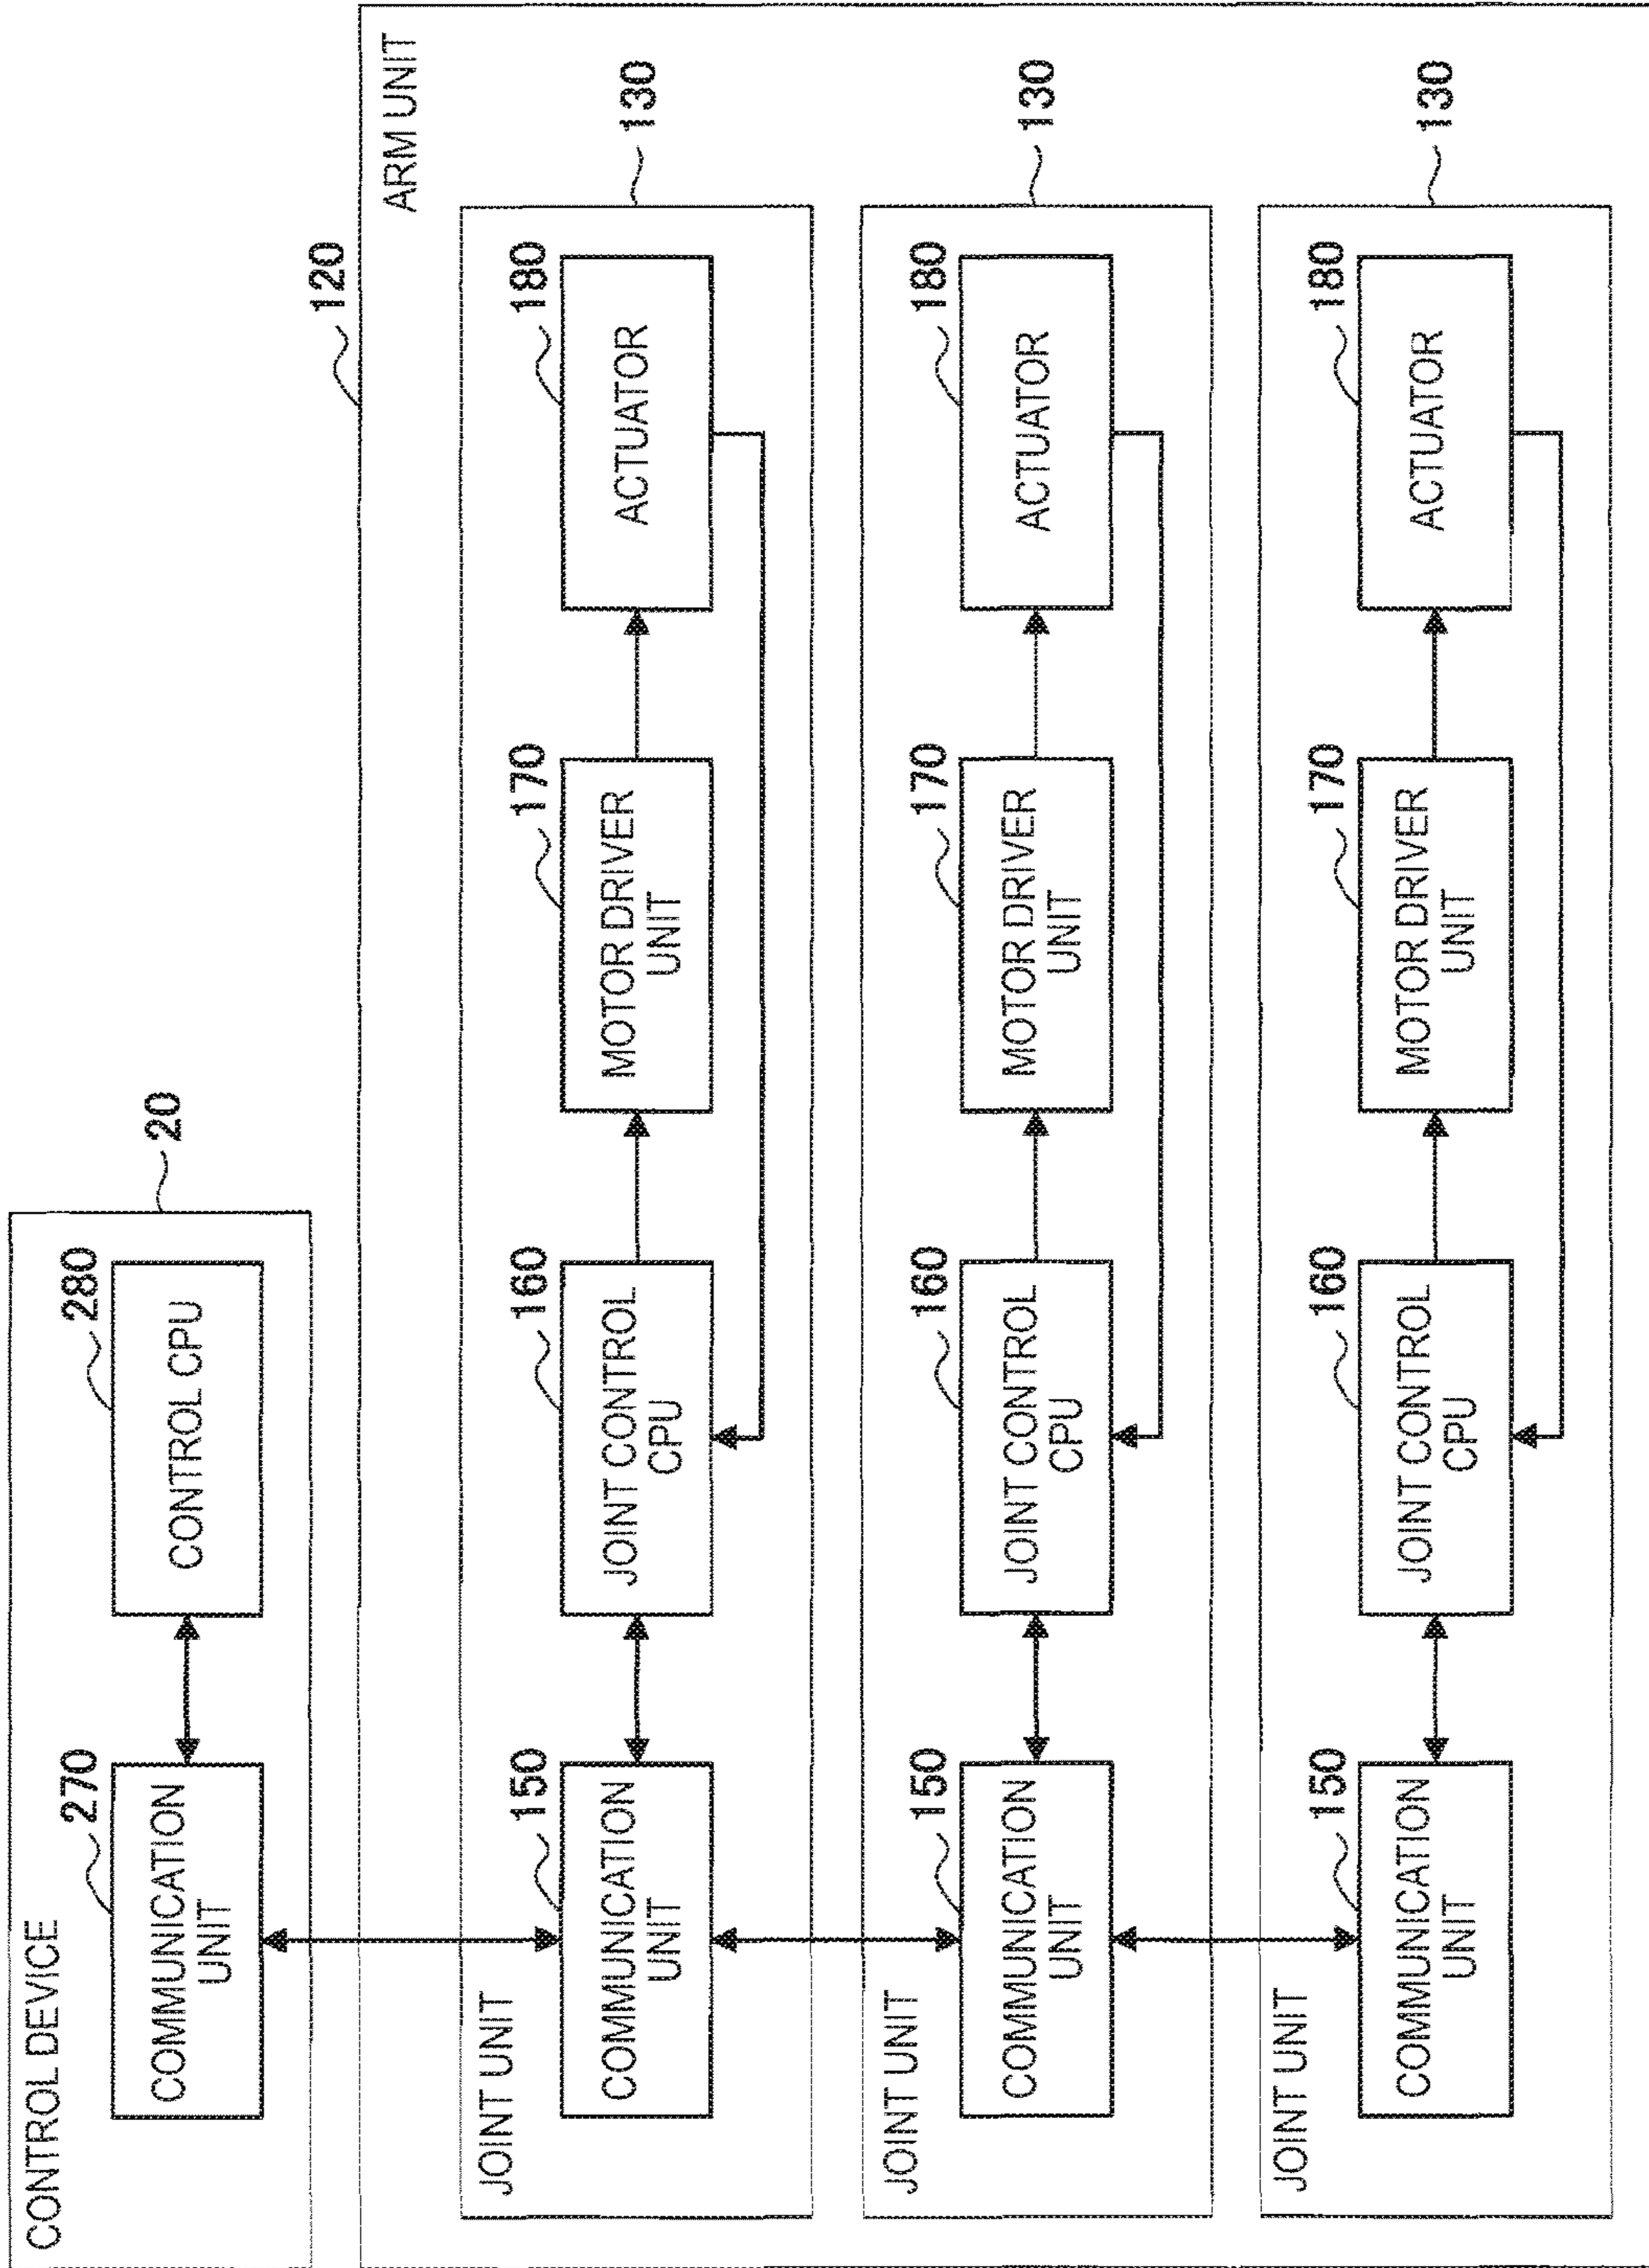 CONTROL DEVICE
20
270
280
COMMUNICATION
UNIT
CONTROL CPU
120
ARM UNIT
JOINT UNIT
130
150
160
170
180
COMMUNICATION
UNIT
JOINT CONTROL
CPU
MOTOR DRIVER
UNIT
ACTUATOR
JOINT UNIT
130
150
160
170
180
COMMUNICATION
UNIT
JOINT CONTROL
CPU
MOTOR DRIVER
UNIT
ACTUATOR
JOINT UNIT
130
150
160
170
180
COMMUNICATION
UNIT
JOINT CONTROL
CPU
MOTOR DRIVER
UNIT
ACTUATOR